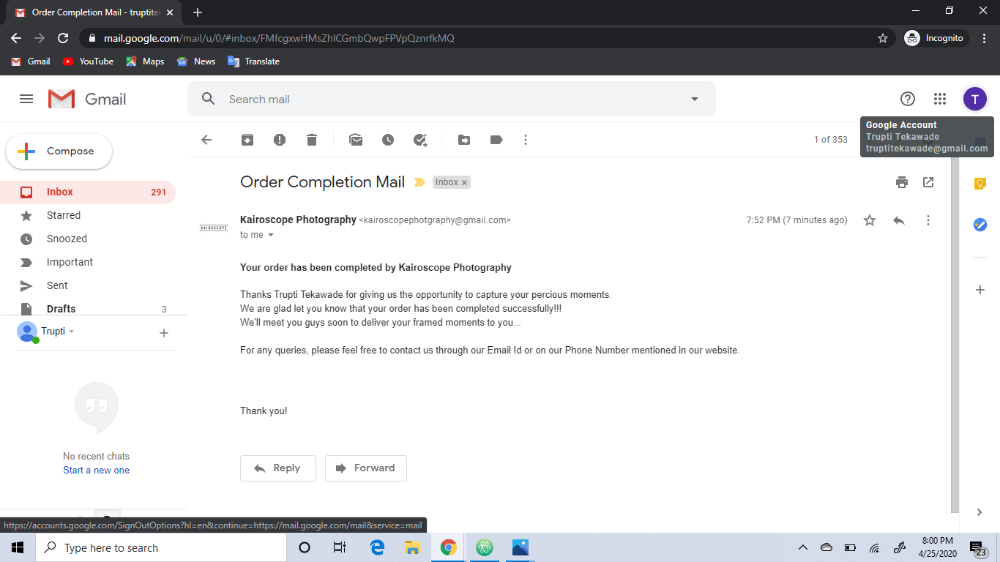 Order Completion Mail - truptite
mail.google.com/mail/u/0/#inbox/FMfcgxwHMsZhlCGmbQwpFPVpQznrfkMQ
Incognito
Gmail YouTube Maps News Translate
Gmail
Search mail
T
Google Account
Trupti Tekawade
truptitekawade@gmail.com
Compose
1 of 353
Inbox 291
Starred
Snoozed
Important
Sent
Drafts 3
Trupti
No recent chats
Start a new one
Order Completion Mail
Inbox x
KAIROSCOPE
Kairoscope Photography <kairoscopephotgraphy@gmail.com>
7:52 PM (7 minutes ago)
to me
Your order has been completed by Kairoscope Photography
Thanks Trupti Tekawade for giving us the opportunity to capture your percious moments.
We are glad let you know that your order has been completed successfully!!!
We'll meet you guys soon to deliver your framed moments to you...
For any queries, please feel free to contact us through our Email Id or on our Phone Number mentioned in our website.
Thank you!
Reply
Forward
https://accounts.google.com/SignOutOptions?hl=en&continue=https://mail.google.com/mail&service=mail
Type here to search
8:00 PM
4/25/2020
23